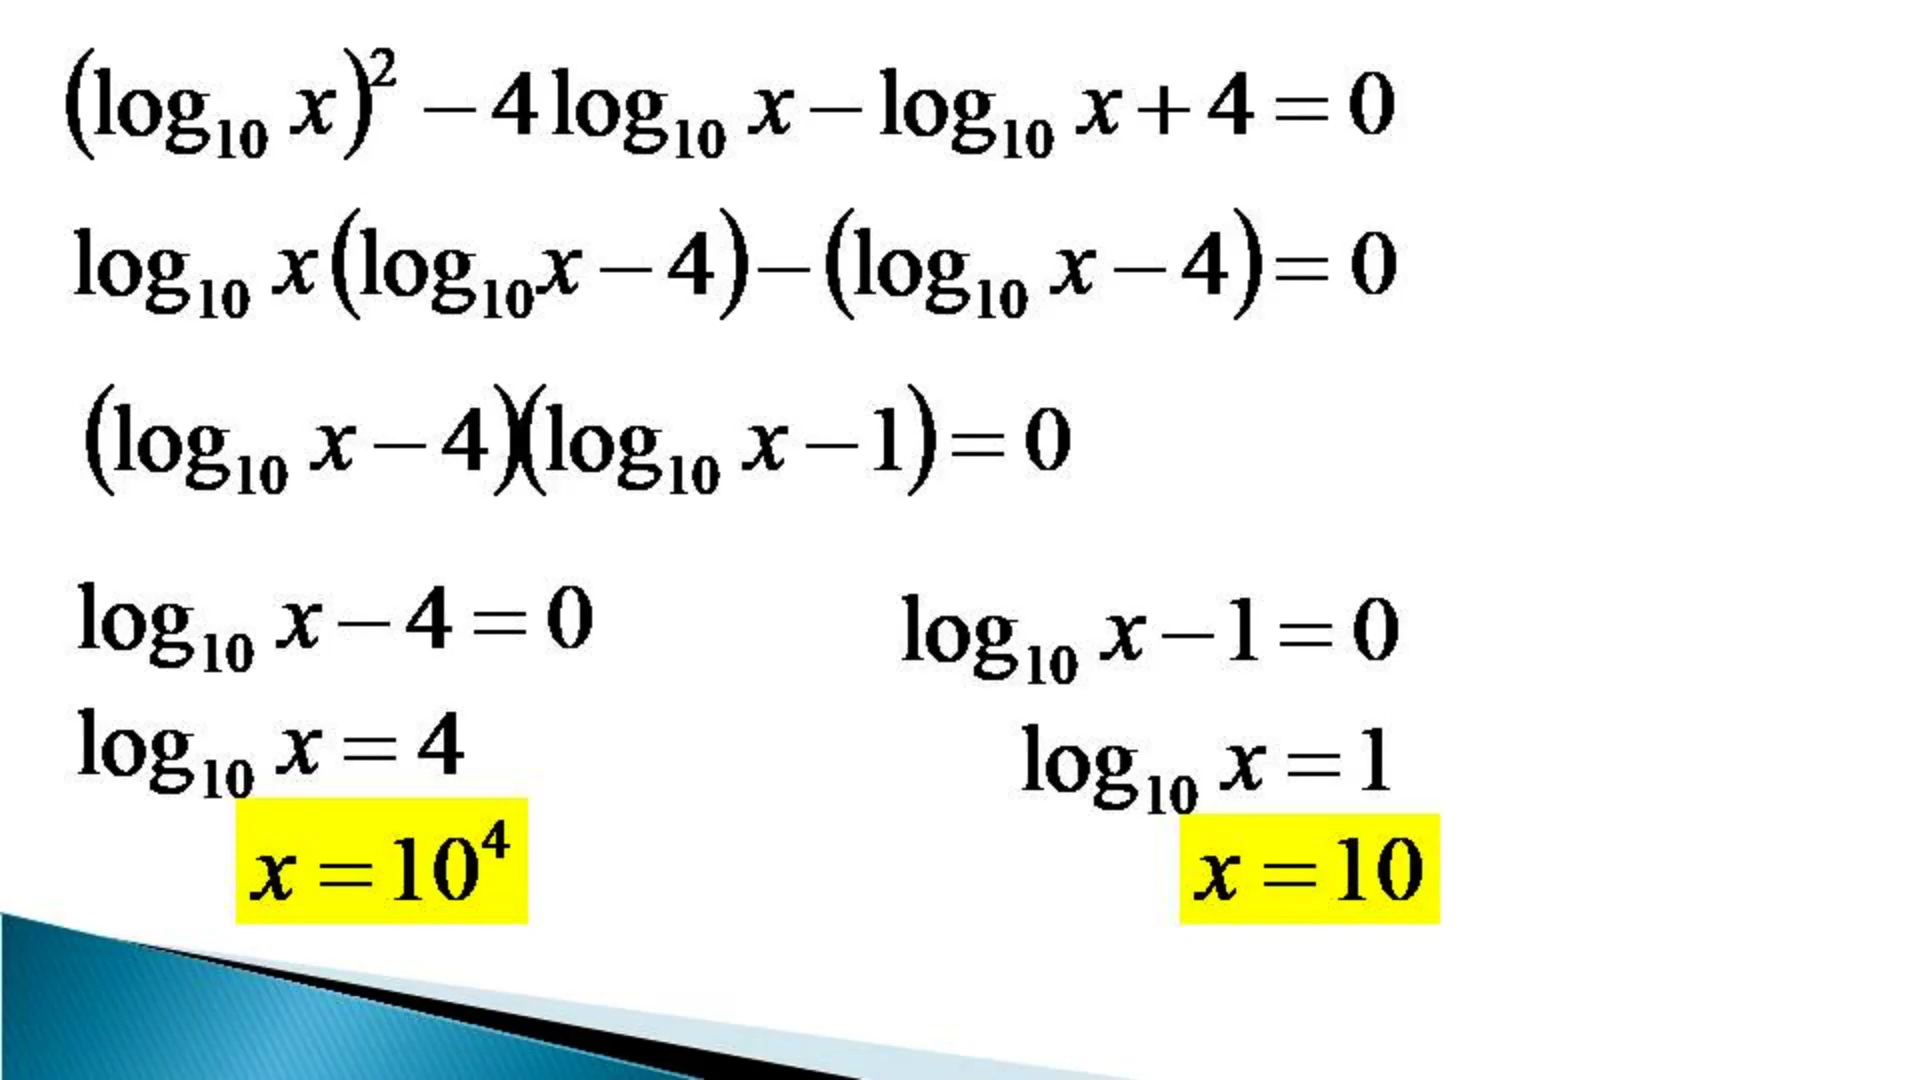 (log₁₀ x)² − 4 log₁₀ x − log₁₀ x + 4 = 0
log₁₀ x (log₁₀ x − 4) − (log₁₀ x − 4) = 0
(log₁₀ x − 4)(log₁₀ x − 1) = 0
log₁₀ x − 4 = 0
log₁₀ x = 4
x = 10⁴
log₁₀ x − 1 = 0
log₁₀ x = 1
x = 10